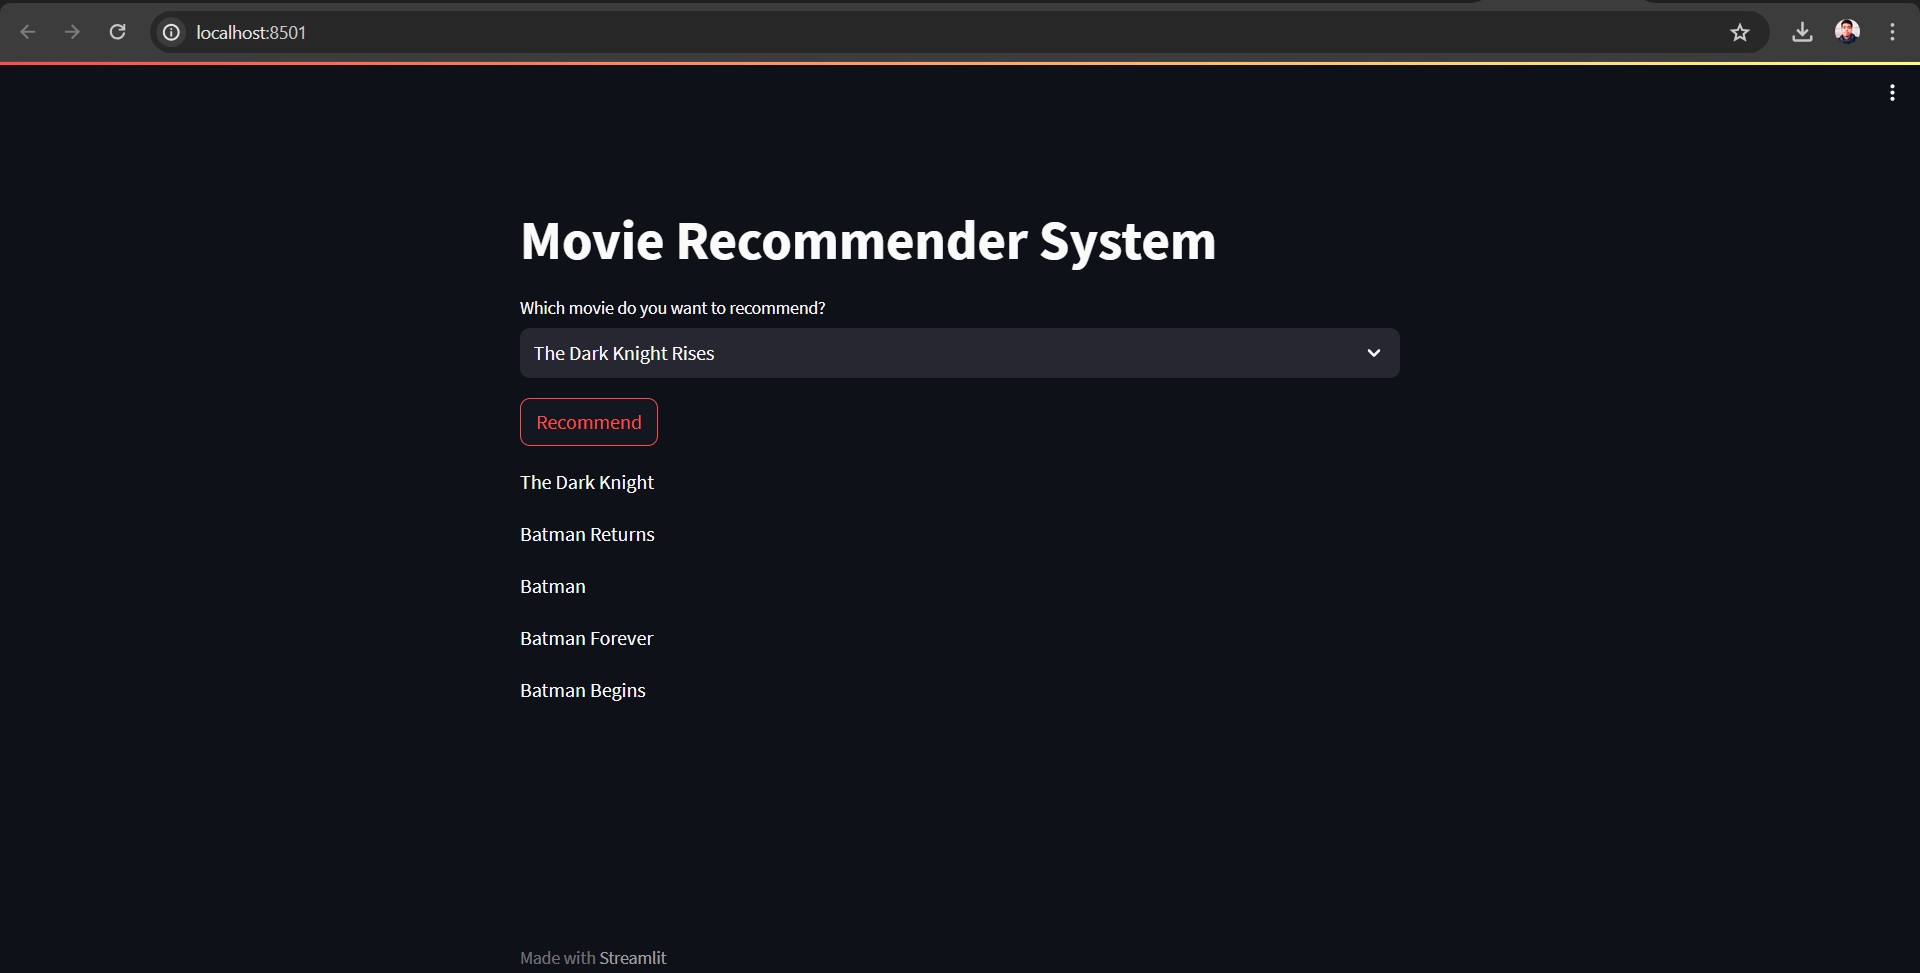 localhost:8501
Movie Recommender System
Which movie do you want to recommend?
The Dark Knight Rises
Recommend
The Dark Knight
Batman Returns
Batman
Batman Forever
Batman Begins
Made with Streamlit